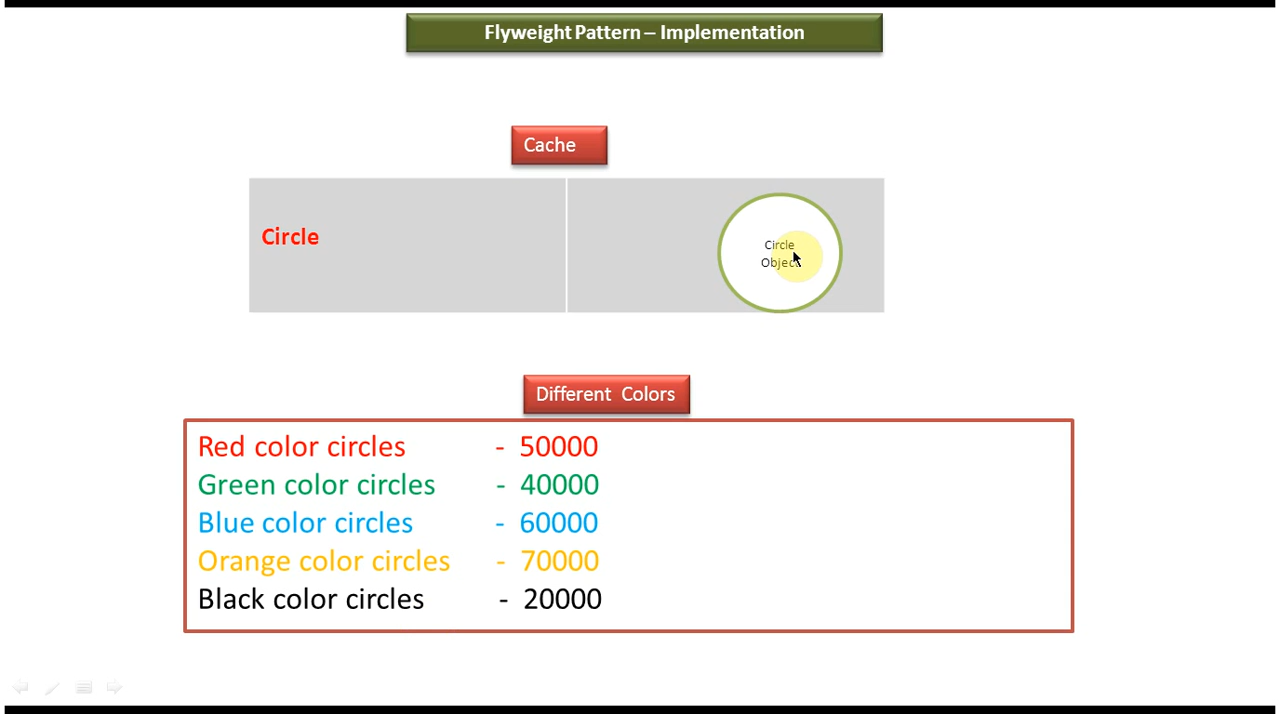 Flyweight Pattern – Implementation
Cache
Circle
Circle
Object
Different Colors
Red color circles - 50000
Green color circles - 40000
Blue color circles - 60000
Orange color circles - 70000
Black color circles - 20000